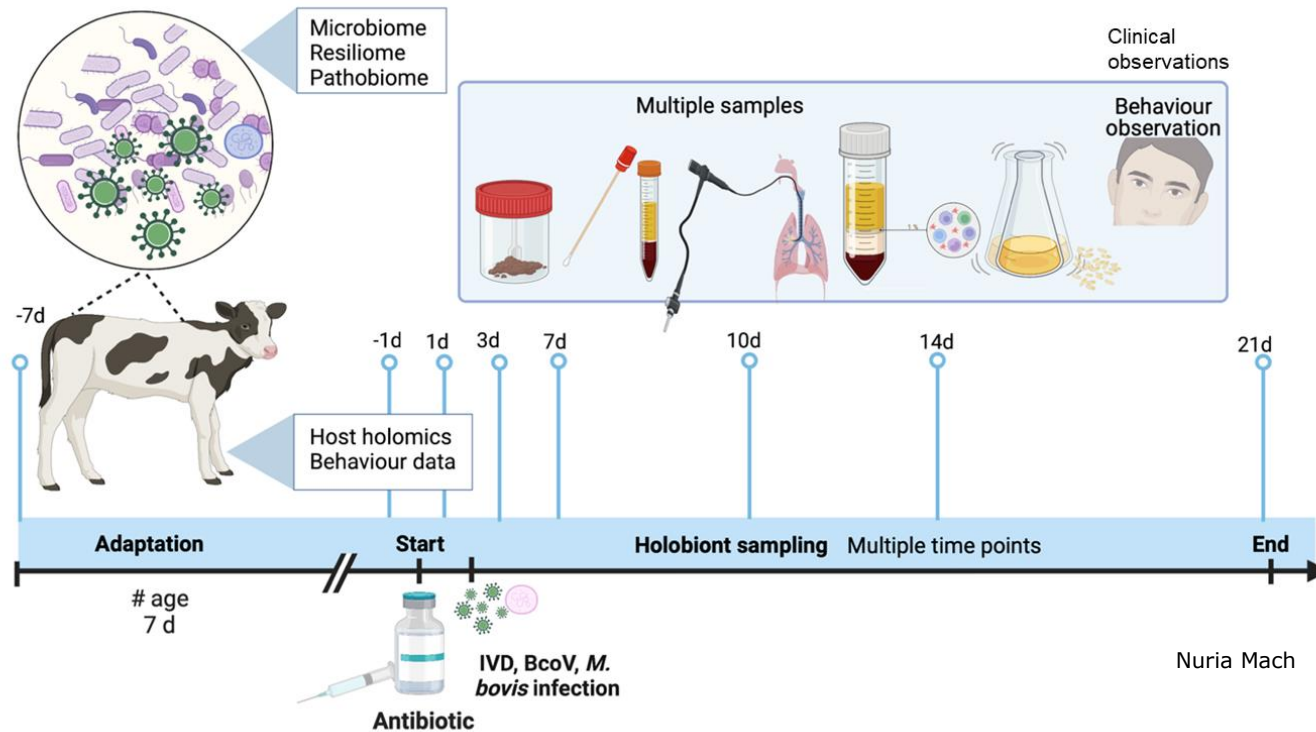 Microbiome
Resiliome
Pathobiome
Clinical
observations
Multiple samples
Behaviour
observation
-7d
-1d
1d
3d
7d
10d
14d
21d
Host holomics
Behaviour data
Adaptation
Start
Holobiont sampling Multiple time points
End
# age
7 d
IVD, BcoV, M.
bovis infection
Antibiotic
Nuria Mach